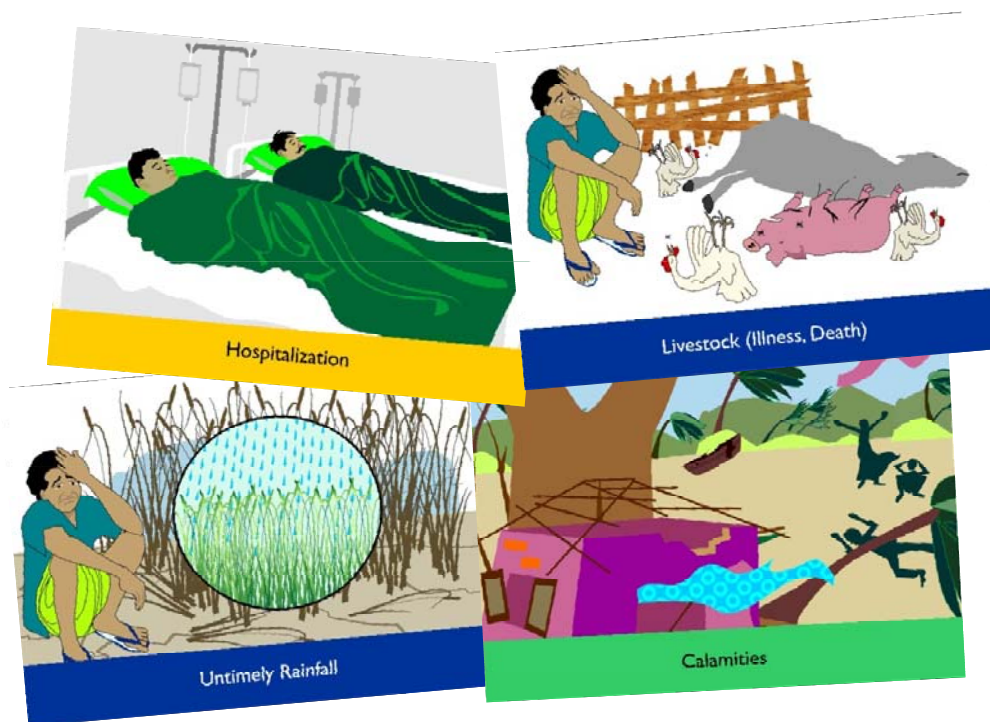 Hospitalization
Livestock (Illness, Death)
Untimely Rainfall
Calamities